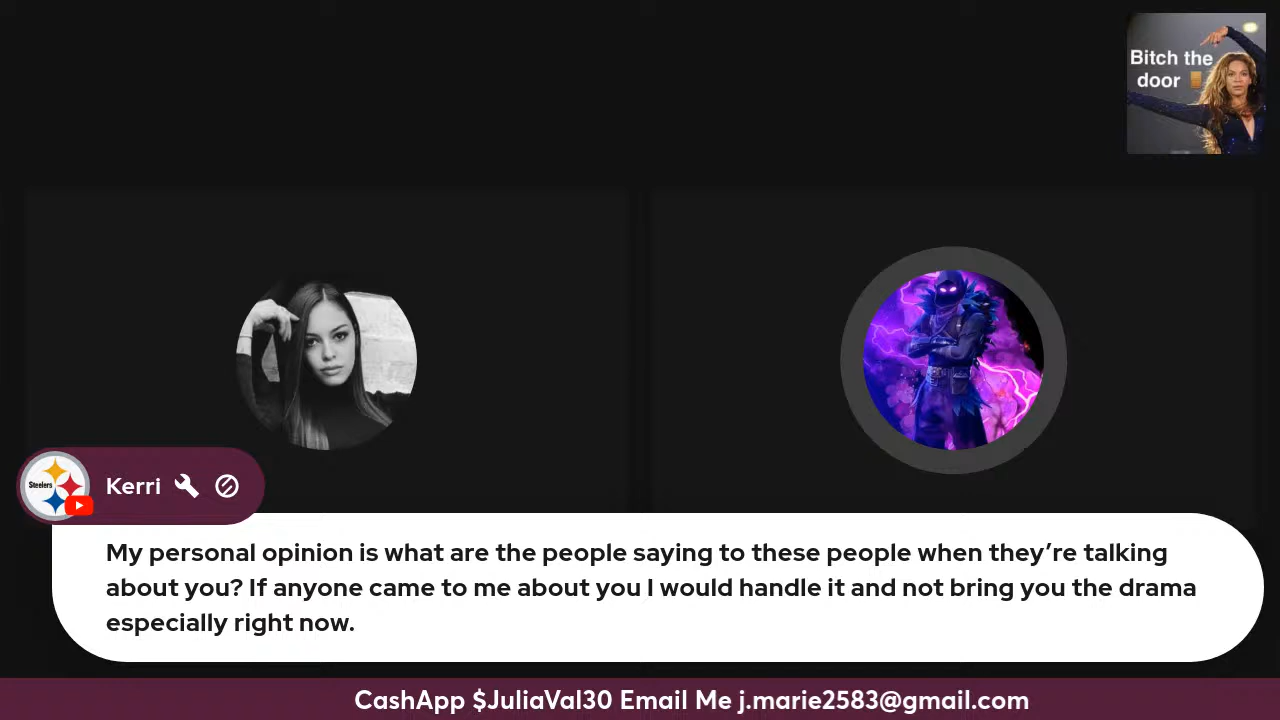 Bitch the
door
Steelers
Kerri
My personal opinion is what are the people saying to these people when they’re talking
about you? If anyone came to me about you I would handle it and not bring you the drama
especially right now.
CashApp $JuliaVal30 Email Me j.marie2583@gmail.com